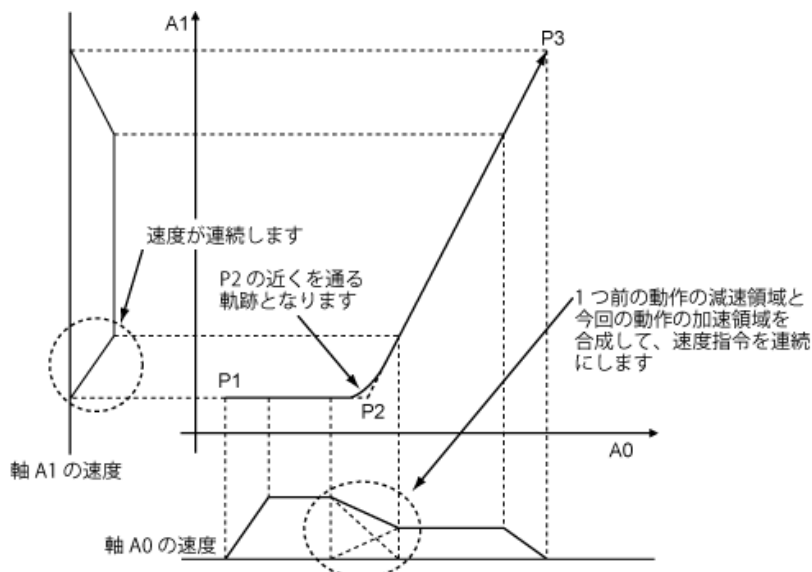 A1
P3
速度が連続します
P2 の近くを通る
軌跡となります
1 つ前の動作の減速領域と
今回の動作の加速領域を
合成して、速度指令を連続
にします
P1
P2
A0
軸 A1 の速度
軸 A0 の速度